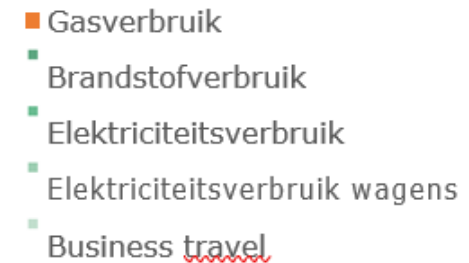 Gasverbruik
Brandstofverbruik
Elektriciteitsverbruik
Elektriciteitsverbruik wagens
Business travel